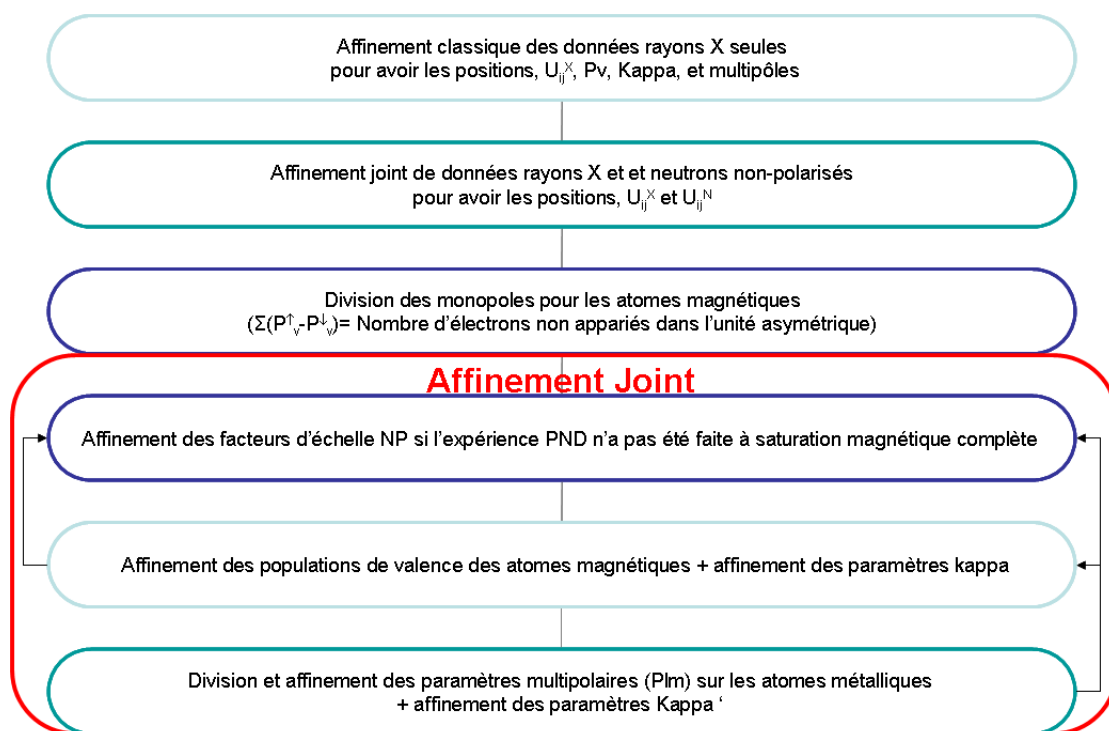 Affinement classique des données rayons X seules
pour avoir les positions, Uᵢⱼˣ, Pv, Kappa, et multipôles
Affinement joint de données rayons X et et neutrons non-polarisés
pour avoir les positions, Uᵢⱼˣ et Uᵢⱼᴺ
Division des monopoles pour les atomes magnétiques
(Σ(P↑ᵥ-P↓ᵥ)= Nombre d’électrons non appariés dans l’unité asymétrique)
Affinement Joint
Affinement des facteurs d’échelle NP si l’expérience PND n’a pas été faite à saturation magnétique complète
Affinement des populations de valence des atomes magnétiques + affinement des paramètres kappa
Division et affinement des paramètres multipolaires (Plm) sur les atomes métalliques
+ affinement des paramètres Kappa ‘